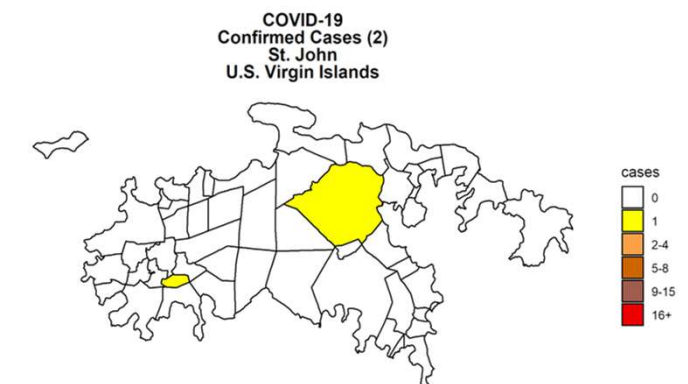 COVID-19
Confirmed Cases (2)
St. John
U.S. Virgin Islands
cases
0
1
2-4
5-8
9-15
16+